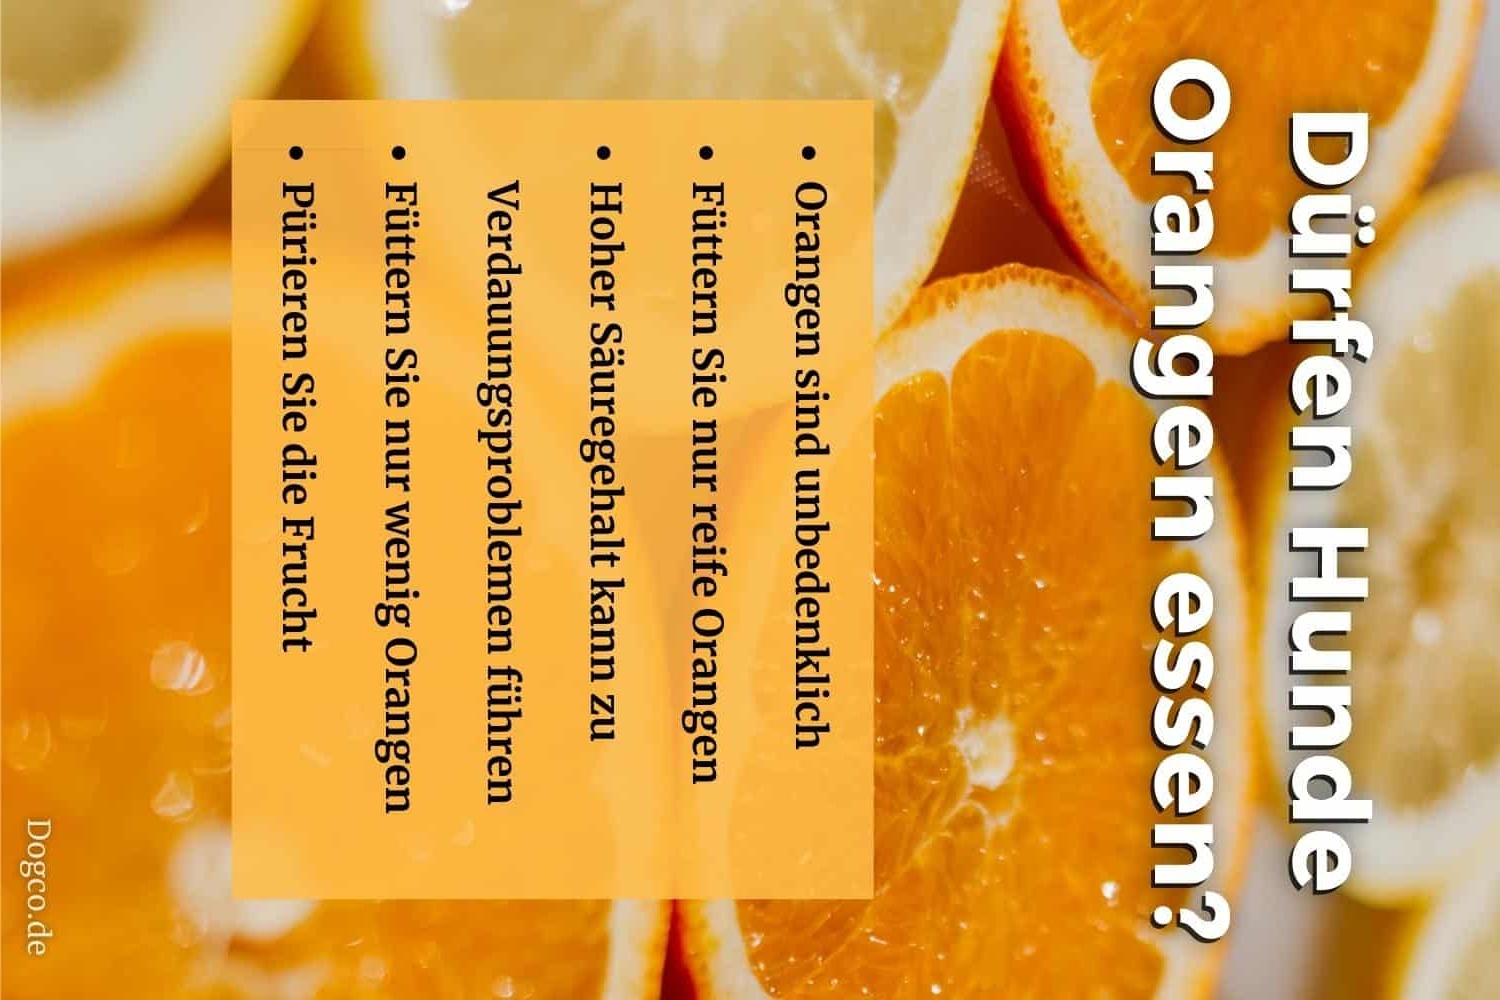 Dürfen Hunde
Orangen essen?
• Orangen sind unbedenklich
• Füttern Sie nur reife Orangen
• Hoher Säuregehalt kann zu
Verdauungsproblemen führen
• Füttern Sie nur wenig Orangen
• Pürieren Sie die Frucht
Dogco.de